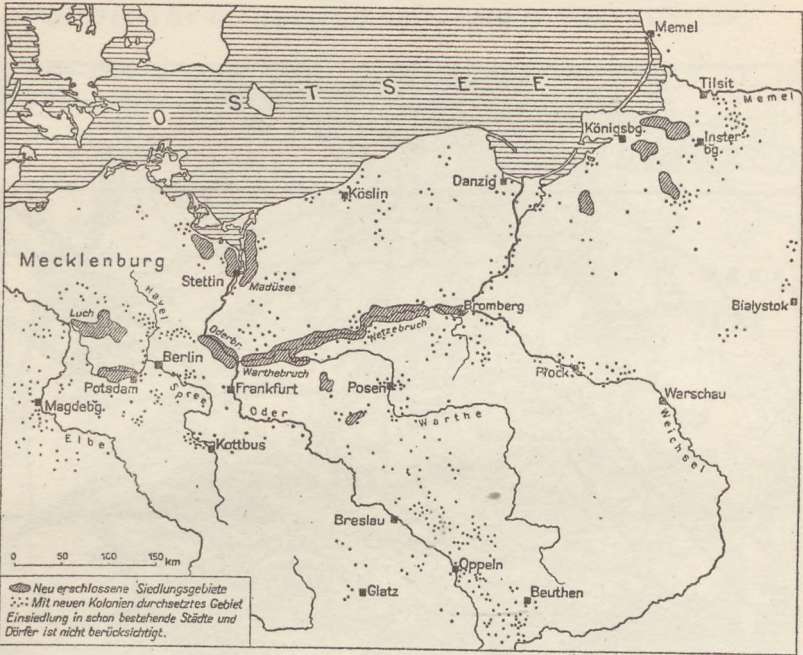 Memel
OSTSEE
Tilsit
Memel
Königsbg.
Inster
bg.
Danzig
Köslin
Mecklenburg
Stettin
Madüsee
Havel
Luch
Bromberg
Netzebruch
Bialystok
Oderbr.
Berlin
Warthebruch
Potsdam
Spree
Frankfurt
Posen
Płock
Warschau
Magdebg.
Oder
Warthe
Weichsel
Elbe
Kottbus
Breslau
Oppeln
Glatz
Beuthen
0 50 100 150 km
Neu erschlossene Siedlungsgebiete
Mit neuen Kolonien durchsetztes Gebiet
Einsiedlung in schon bestehende Städte und
Dörfer ist nicht berücksichtigt.